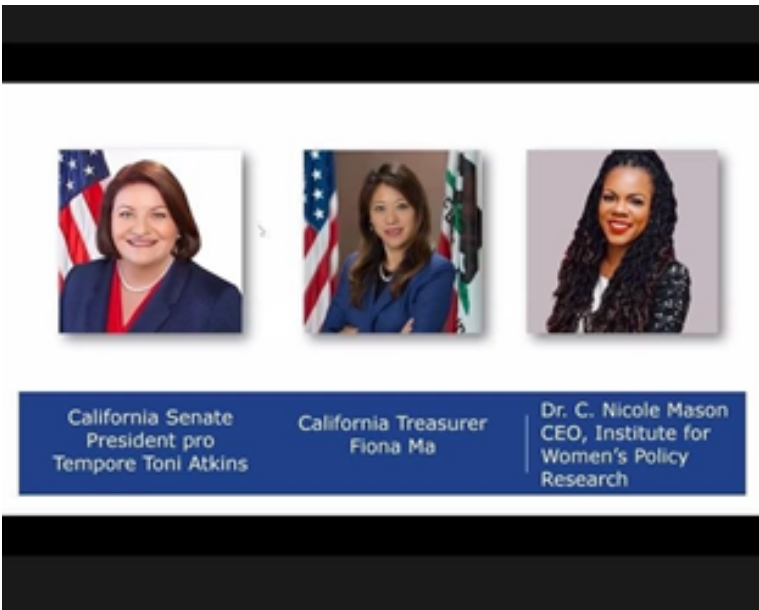 California Senate
President pro
Tempore Toni Atkins
California Treasurer
Fiona Ma
Dr. C. Nicole Mason
CEO, Institute for
Women's Policy
Research